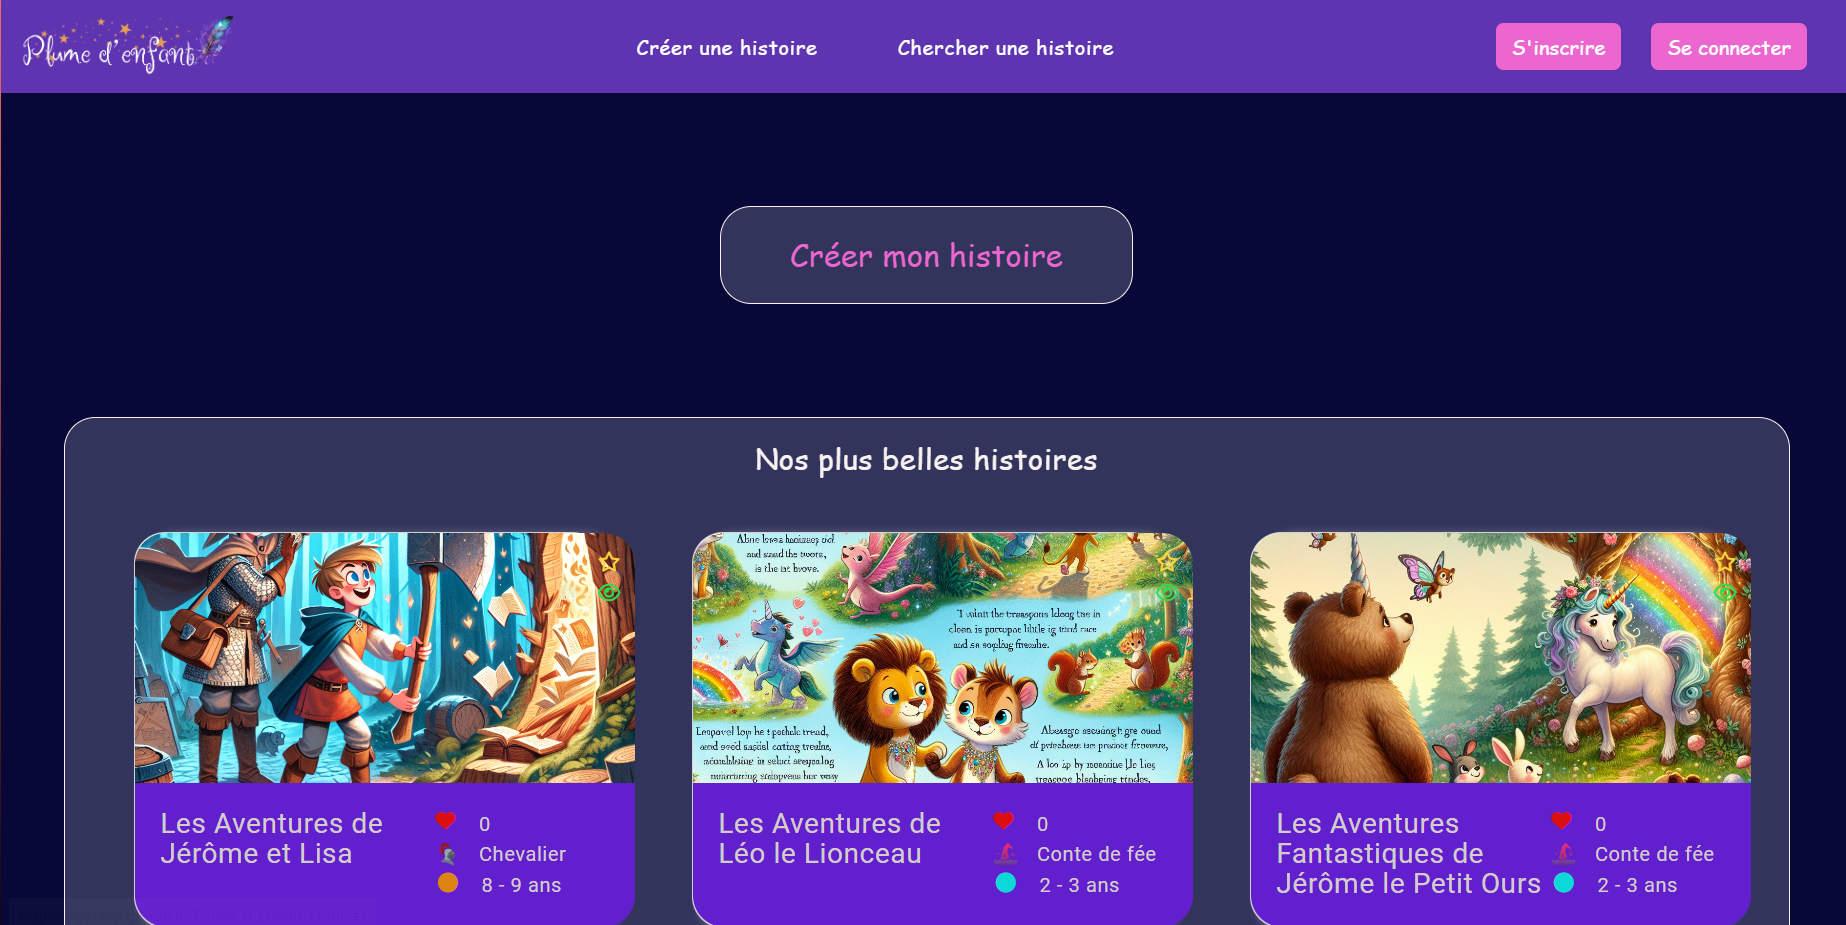 Plume d'enfant
Créer une histoire
Chercher une histoire
S'inscrire
Se connecter
Créer mon histoire
Nos plus belles histoires
Les Aventures de
Jérôme et Lisa
0
Chevalier
8 - 9 ans
Les Aventures de
Léo le Lionceau
0
Conte de fée
2 - 3 ans
Les Aventures
Fantastiques de
Jérôme le Petit Ours
0
Conte de fée
2 - 3 ans